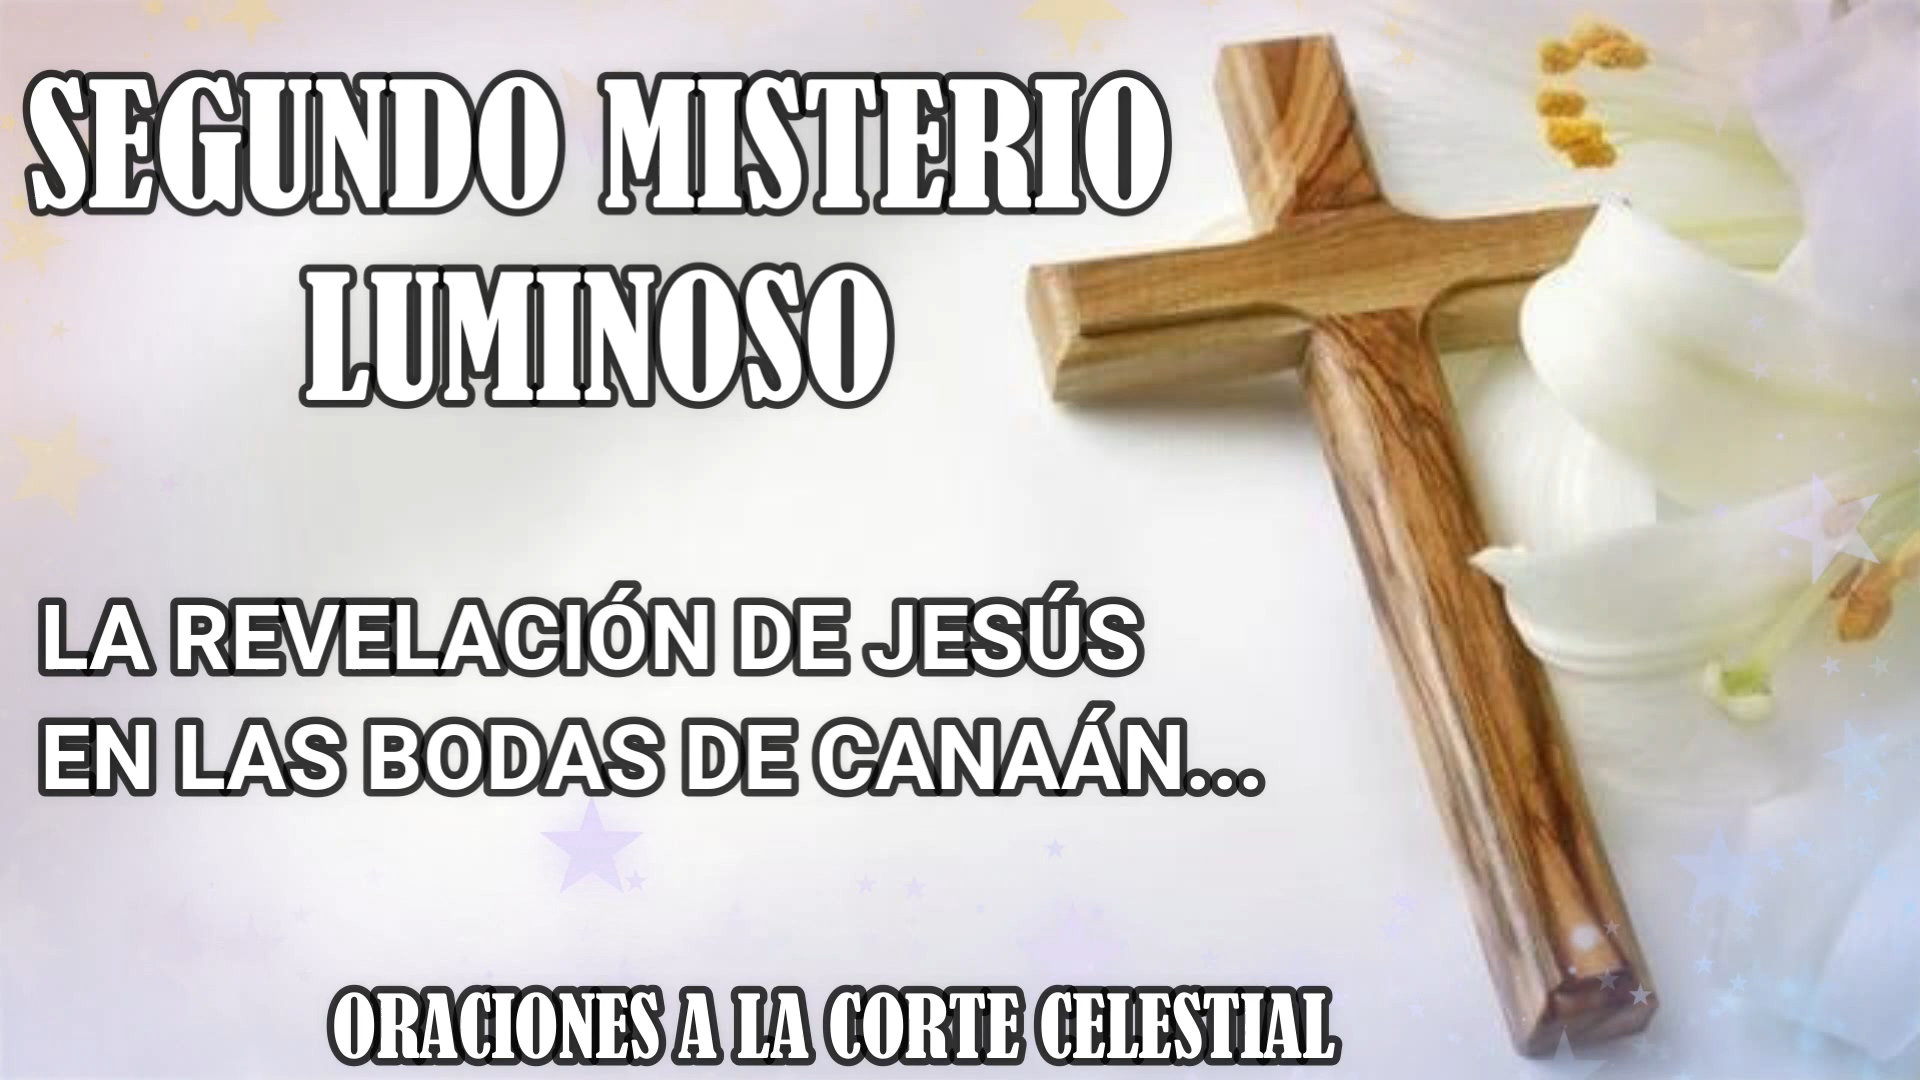 SEGUNDO MISTERIO
LUMINOSO
LA REVELACIÓN DE JESÚS
EN LAS BODAS DE CANAÁN...
ORACIONES A LA CORTE CELESTIAL